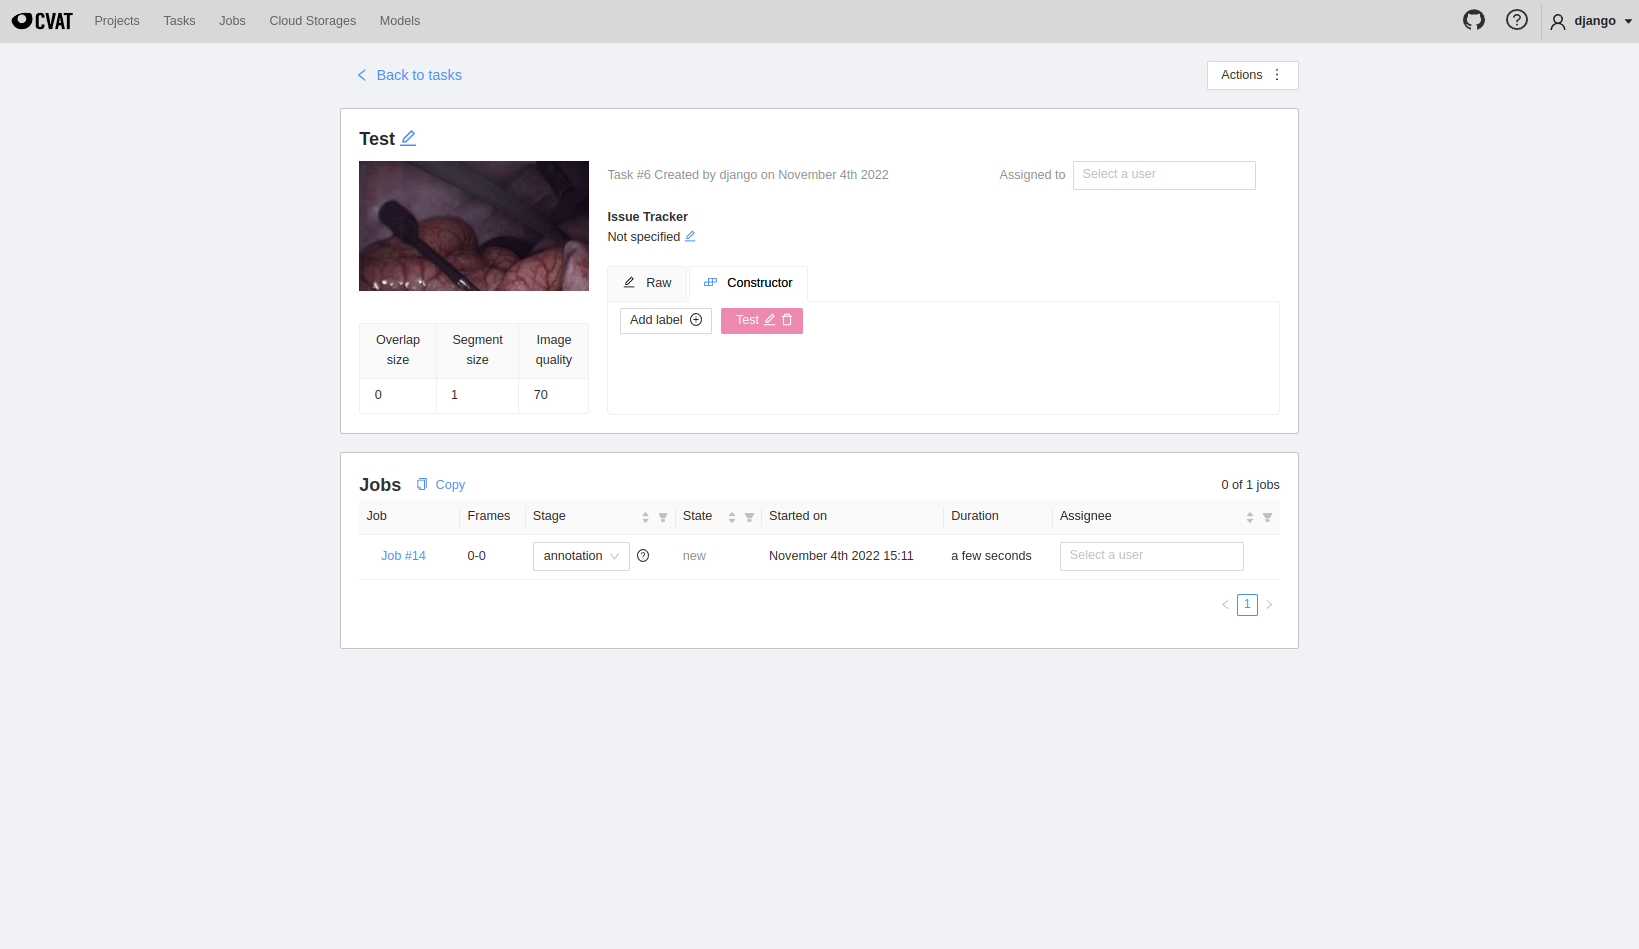 CVAT Projects Tasks Jobs Cloud Storages Models django
Back to tasks Actions
Test
Task #6 Created by django on November 4th 2022 Assigned to Select a user
Issue Tracker
Not specified
Raw Constructor
Add label Test
Overlap size Segment size Image quality
0 1 70
Jobs Copy 0 of 1 jobs
Job Frames Stage State Started on Duration Assignee
Job #14 0-0 annotation new November 4th 2022 15:11 a few seconds Select a user
1